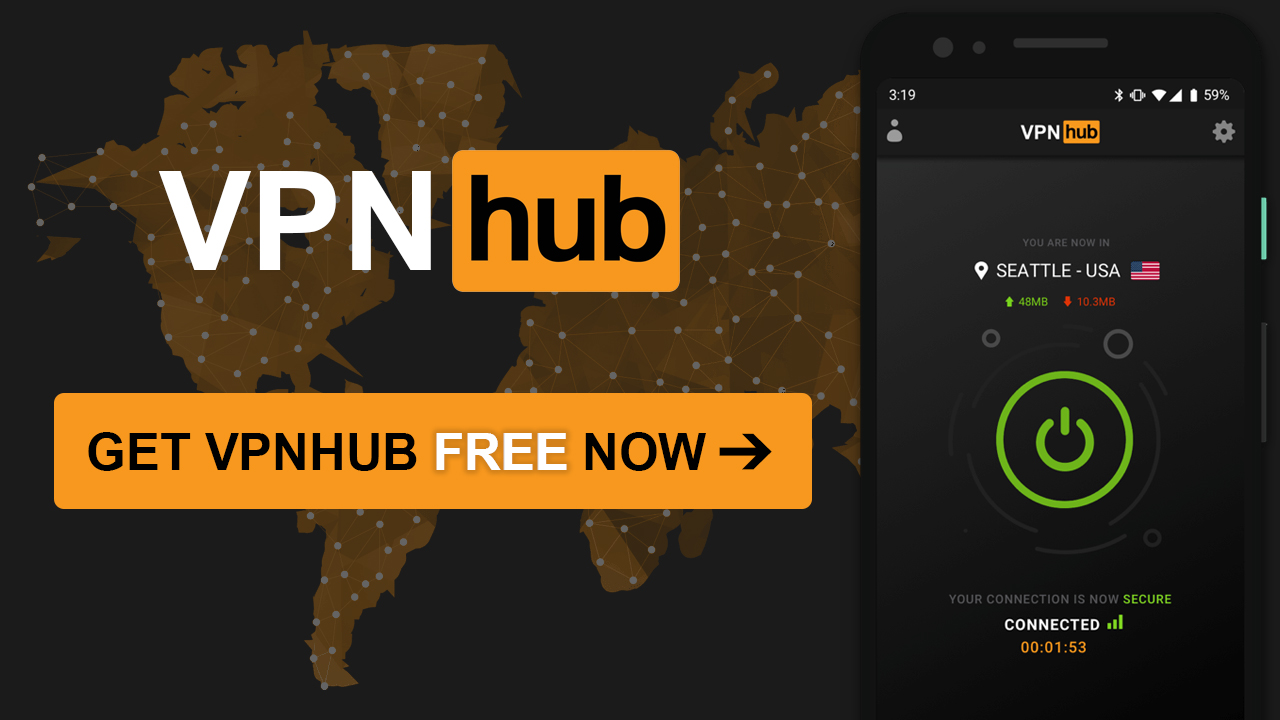 VPN hub
GET VPNHUB FREE NOW →
3:19 59%
VPN hub
YOU ARE NOW IN
SEATTLE - USA
48MB 10.3MB
YOUR CONNECTION IS NOW SECURE
CONNECTED
00:01:53